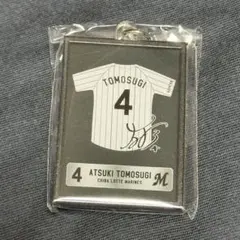 TOMOSUGI
4
4
ATSUKI TOMOSUGI
CHIBA LOTTE MARINES
M